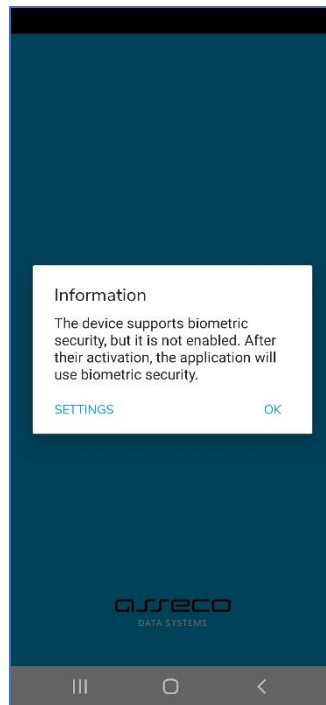 Information
The device supports biometric
security, but it is not enabled. After
their activation, the application will
use biometric security.
SETTINGS OK
asseco
DATA SYSTEMS